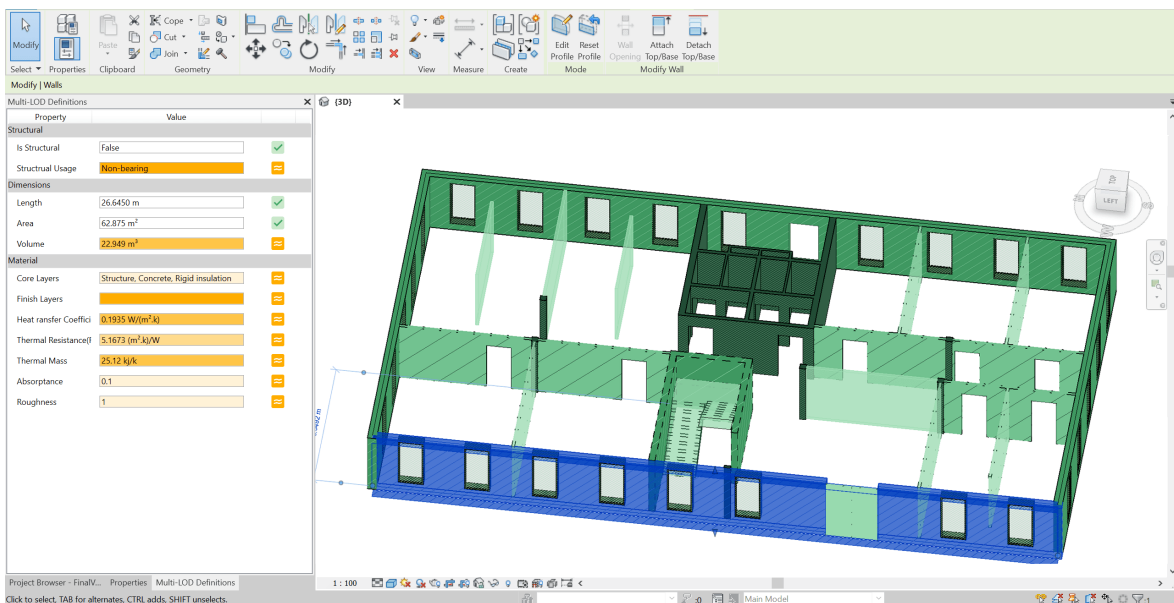 Modify
Paste
Cope
Cut
Join
Edit Profile
Reset Profile
Wall Opening
Attach Top/Base
Detach Top/Base
Select Properties Clipboard Geometry Modify View Measure Create Mode Modify Wall
Modify | Walls
Multi-LOD Definitions
{3D}
Property Value
Structural
Is Structural False
Structrual Usage Non-bearing
Dimensions
Length 26.6450 m
Area 62.875 m²
Volume 22.949 m³
Material
Core Layers Structure, Concrete, Rigid insulation
Finish Layers
Heat ransfer Coeffici 0.1935 W/(m².k)
Thermal Resistance(F 5.1673 (m².k)/W
Thermal Mass 25.12 kj/k
Absorptance 0.1
Roughness 1
TOP
LEFT
Project Browser - FinalV... Properties Multi-LOD Definitions
1 : 100
Click to select, TAB for alternates, CTRL adds, SHIFT unselects.
:0
Main Model
:1